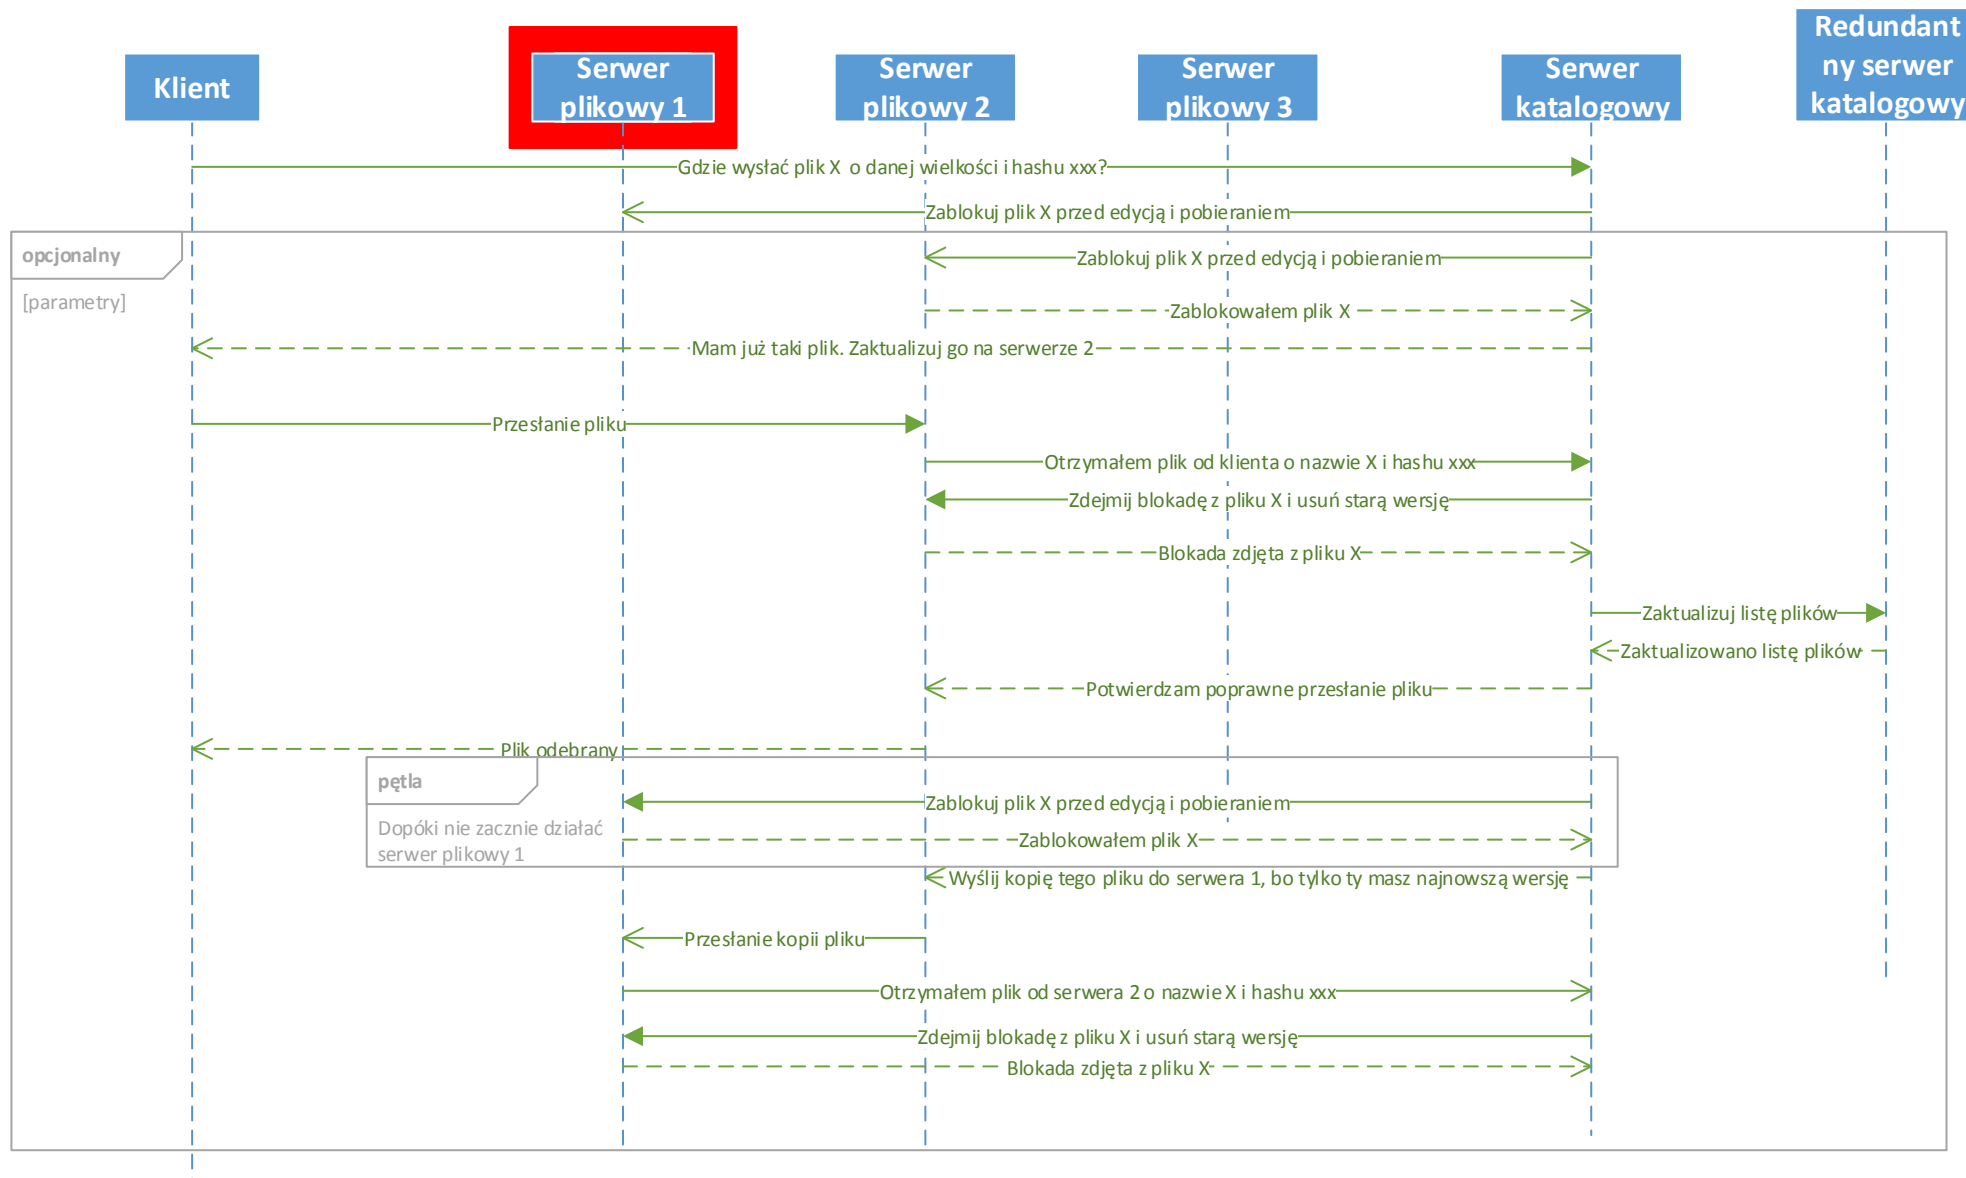 Klient
Serwer
plikowy 1
Serwer
plikowy 2
Serwer
plikowy 3
Serwer
katalogowy
Redundant
ny serwer
katalogowy
Gdzie wysłać plik X o danej wielkości i hashu xxx?
Zablokuj plik X przed edycją i pobieraniem
opcjonalny
[parametry]
Zablokuj plik X przed edycją i pobieraniem
Zablokowałem plik X
Mam już taki plik. Zaktualizuj go na serwerze 2
Przesłanie pliku
Otrzymałem plik od klienta o nazwie X i hashu xxx
Zdejmij blokadę z pliku X i usuń starą wersję
Blokada zdjęta z pliku X
Zaktualizuj listę plików
Zaktualizowano listę plików
Potwierdzam poprawne przesłanie pliku
Plik odebrany
pętla
Dopóki nie zacznie działać
serwer plikowy 1
Zablokuj plik X przed edycją i pobieraniem
Zablokowałem plik X
Wyślij kopię tego pliku do serwera 1, bo tylko ty masz najnowszą wersję
Przesłanie kopii pliku
Otrzymałem plik od serwera 2 o nazwie X i hashu xxx
Zdejmij blokadę z pliku X i usuń starą wersję
Blokada zdjęta z pliku X